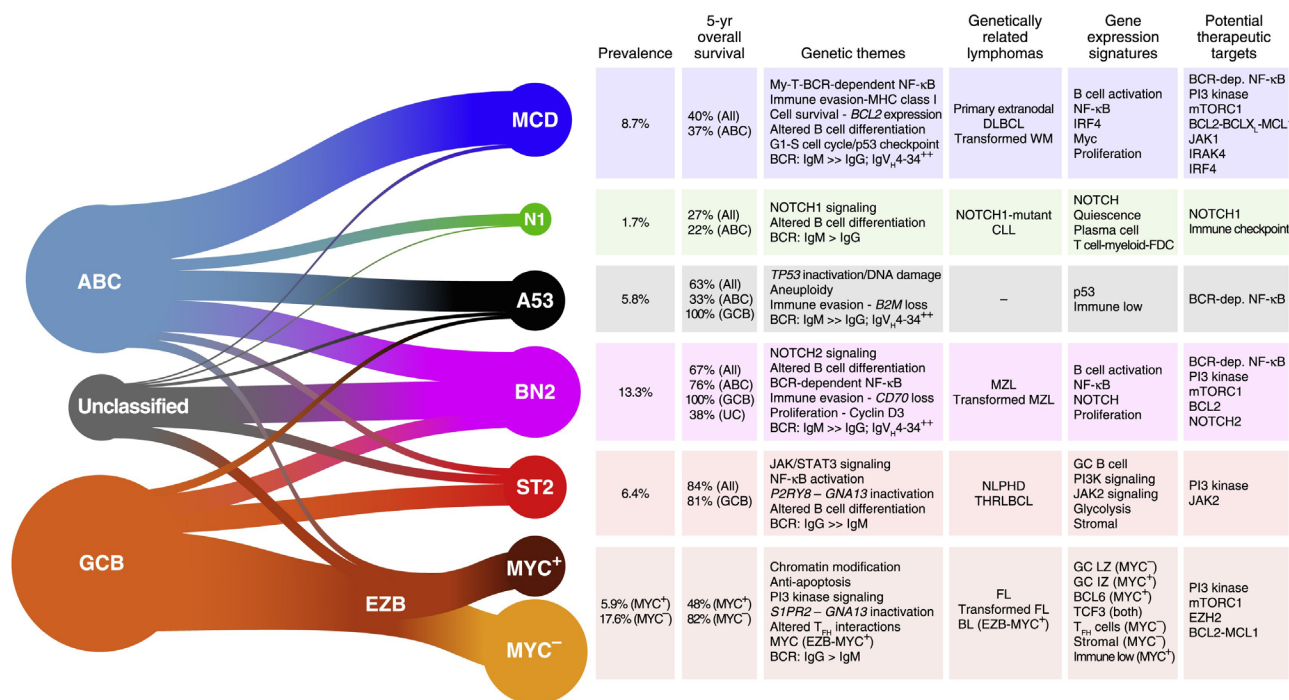 Prevalence
5-yr
overall
survival
Genetic themes
Genetically
related
lymphomas
Gene
expression
signatures
Potential
therapeutic
targets
ABC
Unclassified
GCB
EZB
MCD
8.7%
40% (All)
37% (ABC)
My-T-BCR-dependent NF-κB
Immune evasion-MHC class I
Cell survival - BCL2 expression
Altered B cell differentiation
G1-S cell cycle/p53 checkpoint
BCR: IgM >> IgG; IgVH4-34++
Primary extranodal
DLBCL
Transformed WM
B cell activation
NF-κB
IRF4
Myc
Proliferation
BCR-dep. NF-κB
PI3 kinase
mTORC1
BCL2-BCLXL-MCL1
JAK1
IRAK4
IRF4
N1
1.7%
27% (All)
22% (ABC)
NOTCH1 signaling
Altered B cell differentiation
BCR: IgM > IgG
NOTCH1-mutant
CLL
NOTCH
Quiescence
Plasma cell
T cell-myeloid-FDC
NOTCH1
Immune checkpoint
A53
5.8%
63% (All)
33% (ABC)
100% (GCB)
TP53 inactivation/DNA damage
Aneuploidy
Immune evasion - B2M loss
BCR: IgM >> IgG; IgVH4-34++
–
p53
Immune low
BCR-dep. NF-κB
BN2
13.3%
67% (All)
76% (ABC)
100% (GCB)
38% (UC)
NOTCH2 signaling
Altered B cell differentiation
BCR-dependent NF-κB
Immune evasion - CD70 loss
Proliferation - Cyclin D3
BCR: IgM >> IgG; IgVH4-34++
MZL
Transformed MZL
B cell activation
NF-κB
NOTCH
Proliferation
BCR-dep. NF-κB
PI3 kinase
mTORC1
BCL2
NOTCH2
ST2
6.4%
84% (All)
81% (GCB)
JAK/STAT3 signaling
NF-κB activation
P2RY8 – GNA13 inactivation
Altered B cell differentiation
BCR: IgG >> IgM
NLPHD
THRLBCL
GC B cell
PI3K signaling
JAK2 signaling
Glycolysis
Stromal
PI3 kinase
JAK2
MYC+
MYC−
5.9% (MYC+)
17.6% (MYC−)
48% (MYC+)
82% (MYC−)
Chromatin modification
Anti-apoptosis
PI3 kinase signaling
S1PR2 – GNA13 inactivation
Altered TFH interactions
MYC (EZB-MYC+)
BCR: IgG > IgM
FL
Transformed FL
BL (EZB-MYC+)
GC LZ (MYC−)
GC IZ (MYC+)
BCL6 (MYC+)
TCF3 (both)
TFH cells (MYC−)
Stromal (MYC−)
Immune low (MYC+)
PI3 kinase
mTORC1
EZH2
BCL2-MCL1